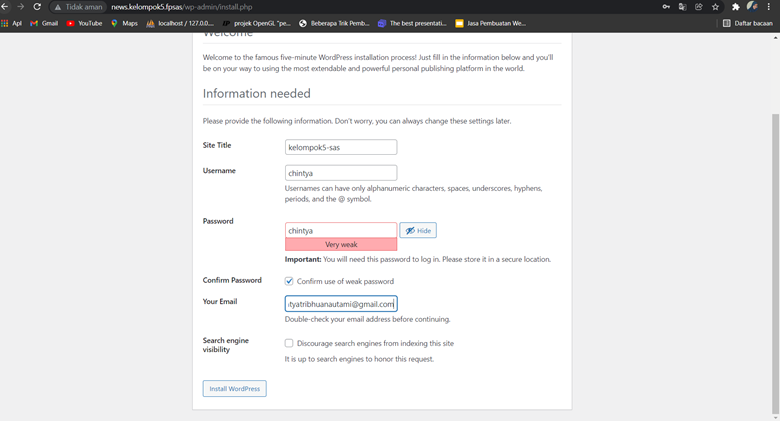 Tidak aman
news.kelompok5.fpsas/wp-admin/install.php
Apl
Gmail
YouTube
Maps
localhost / 127.0.0....
projek OpenGL "pe...
Beberapa Trik Pemb...
The best presentati...
Jasa Pembuatan We...
Daftar bacaan
Welcome
Welcome to the famous five-minute WordPress installation process! Just fill in the information below and you'll
be on your way to using the most extendable and powerful personal publishing platform in the world.
Information needed
Please provide the following information. Don't worry, you can always change these settings later.
Site Title
kelompok5-sas
Username
chintya
Usernames can have only alphanumeric characters, spaces, underscores, hyphens,
periods, and the @ symbol.
Password
chintya
Hide
Very weak
Important: You will need this password to log in. Please store it in a secure location.
Confirm Password
Confirm use of weak password
Your Email
ityatribhuanautami@gmail.com
Double-check your email address before continuing.
Search engine
visibility
Discourage search engines from indexing this site
It is up to search engines to honor this request.
Install WordPress